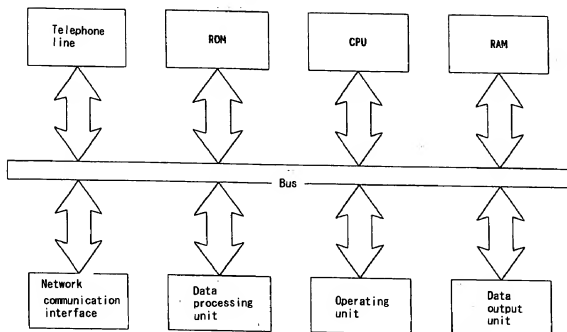 Telephone
line
ROM
CPU
RAM
Bus
Network
communication
interface
Data
processing
unit
Operating
unit
Data
output
unit